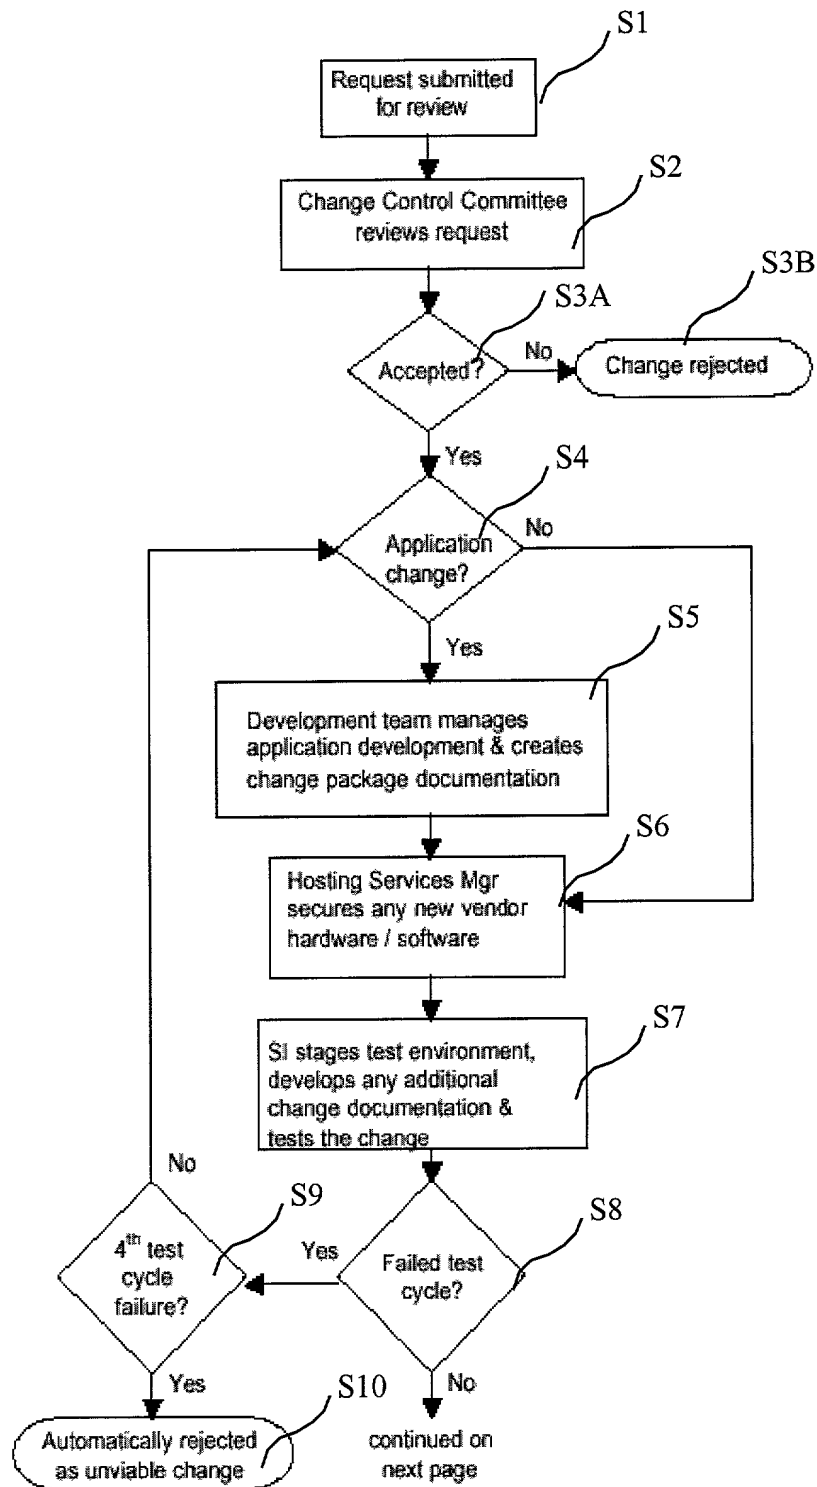 S1
Request submitted
for review
S2
Change Control Committee
reviews request
S3A
S3B
Accepted?
No
Change rejected
Yes
S4
Application
change?
No
Yes
S5
Development team manages
application development & creates
change package documentation
S6
Hosting Services Mgr
secures any new vendor
hardware / software
S7
SI stages test environment,
develops any additional
change documentation &
tests the change
No
S9
S8
4th test
cycle
failure?
Yes
Failed test
cycle?
Yes
S10
No
Automatically rejected
as unviable change
continued on
next page